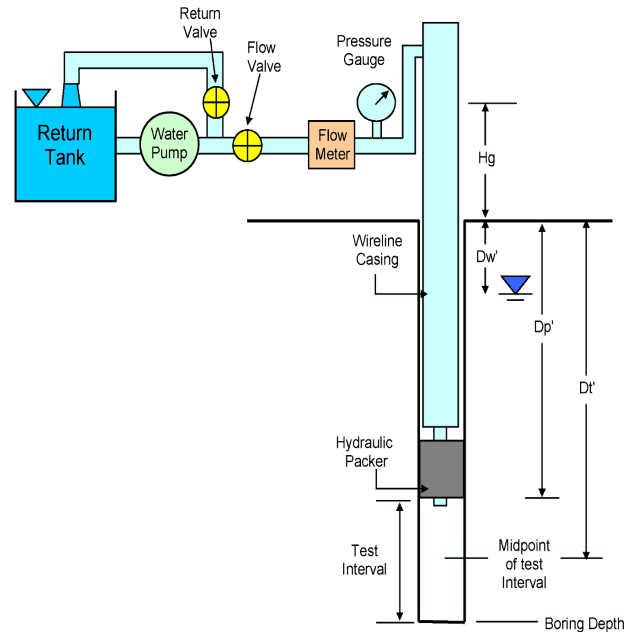 Return
Valve
Flow
Valve
Pressure
Gauge
Return
Tank
Water
Pump
Flow
Meter
Hg
Wireline
Casing
Dw'
Dp'
Dt'
Hydraulic
Packer
Test
Interval
Midpoint
of test
Interval
Boring Depth